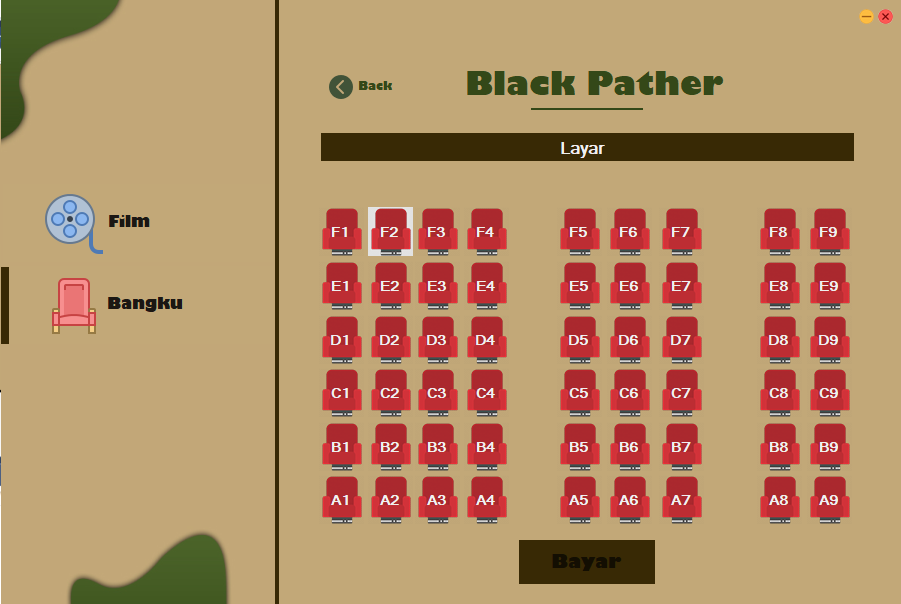 Back
Black Pather
Layar
Film
Bangku
F1 F2 F3 F4 F5 F6 F7 F8 F9
E1 E2 E3 E4 E5 E6 E7 E8 E9
D1 D2 D3 D4 D5 D6 D7 D8 D9
C1 C2 C3 C4 C5 C6 C7 C8 C9
B1 B2 B3 B4 B5 B6 B7 B8 B9
A1 A2 A3 A4 A5 A6 A7 A8 A9
Bayar